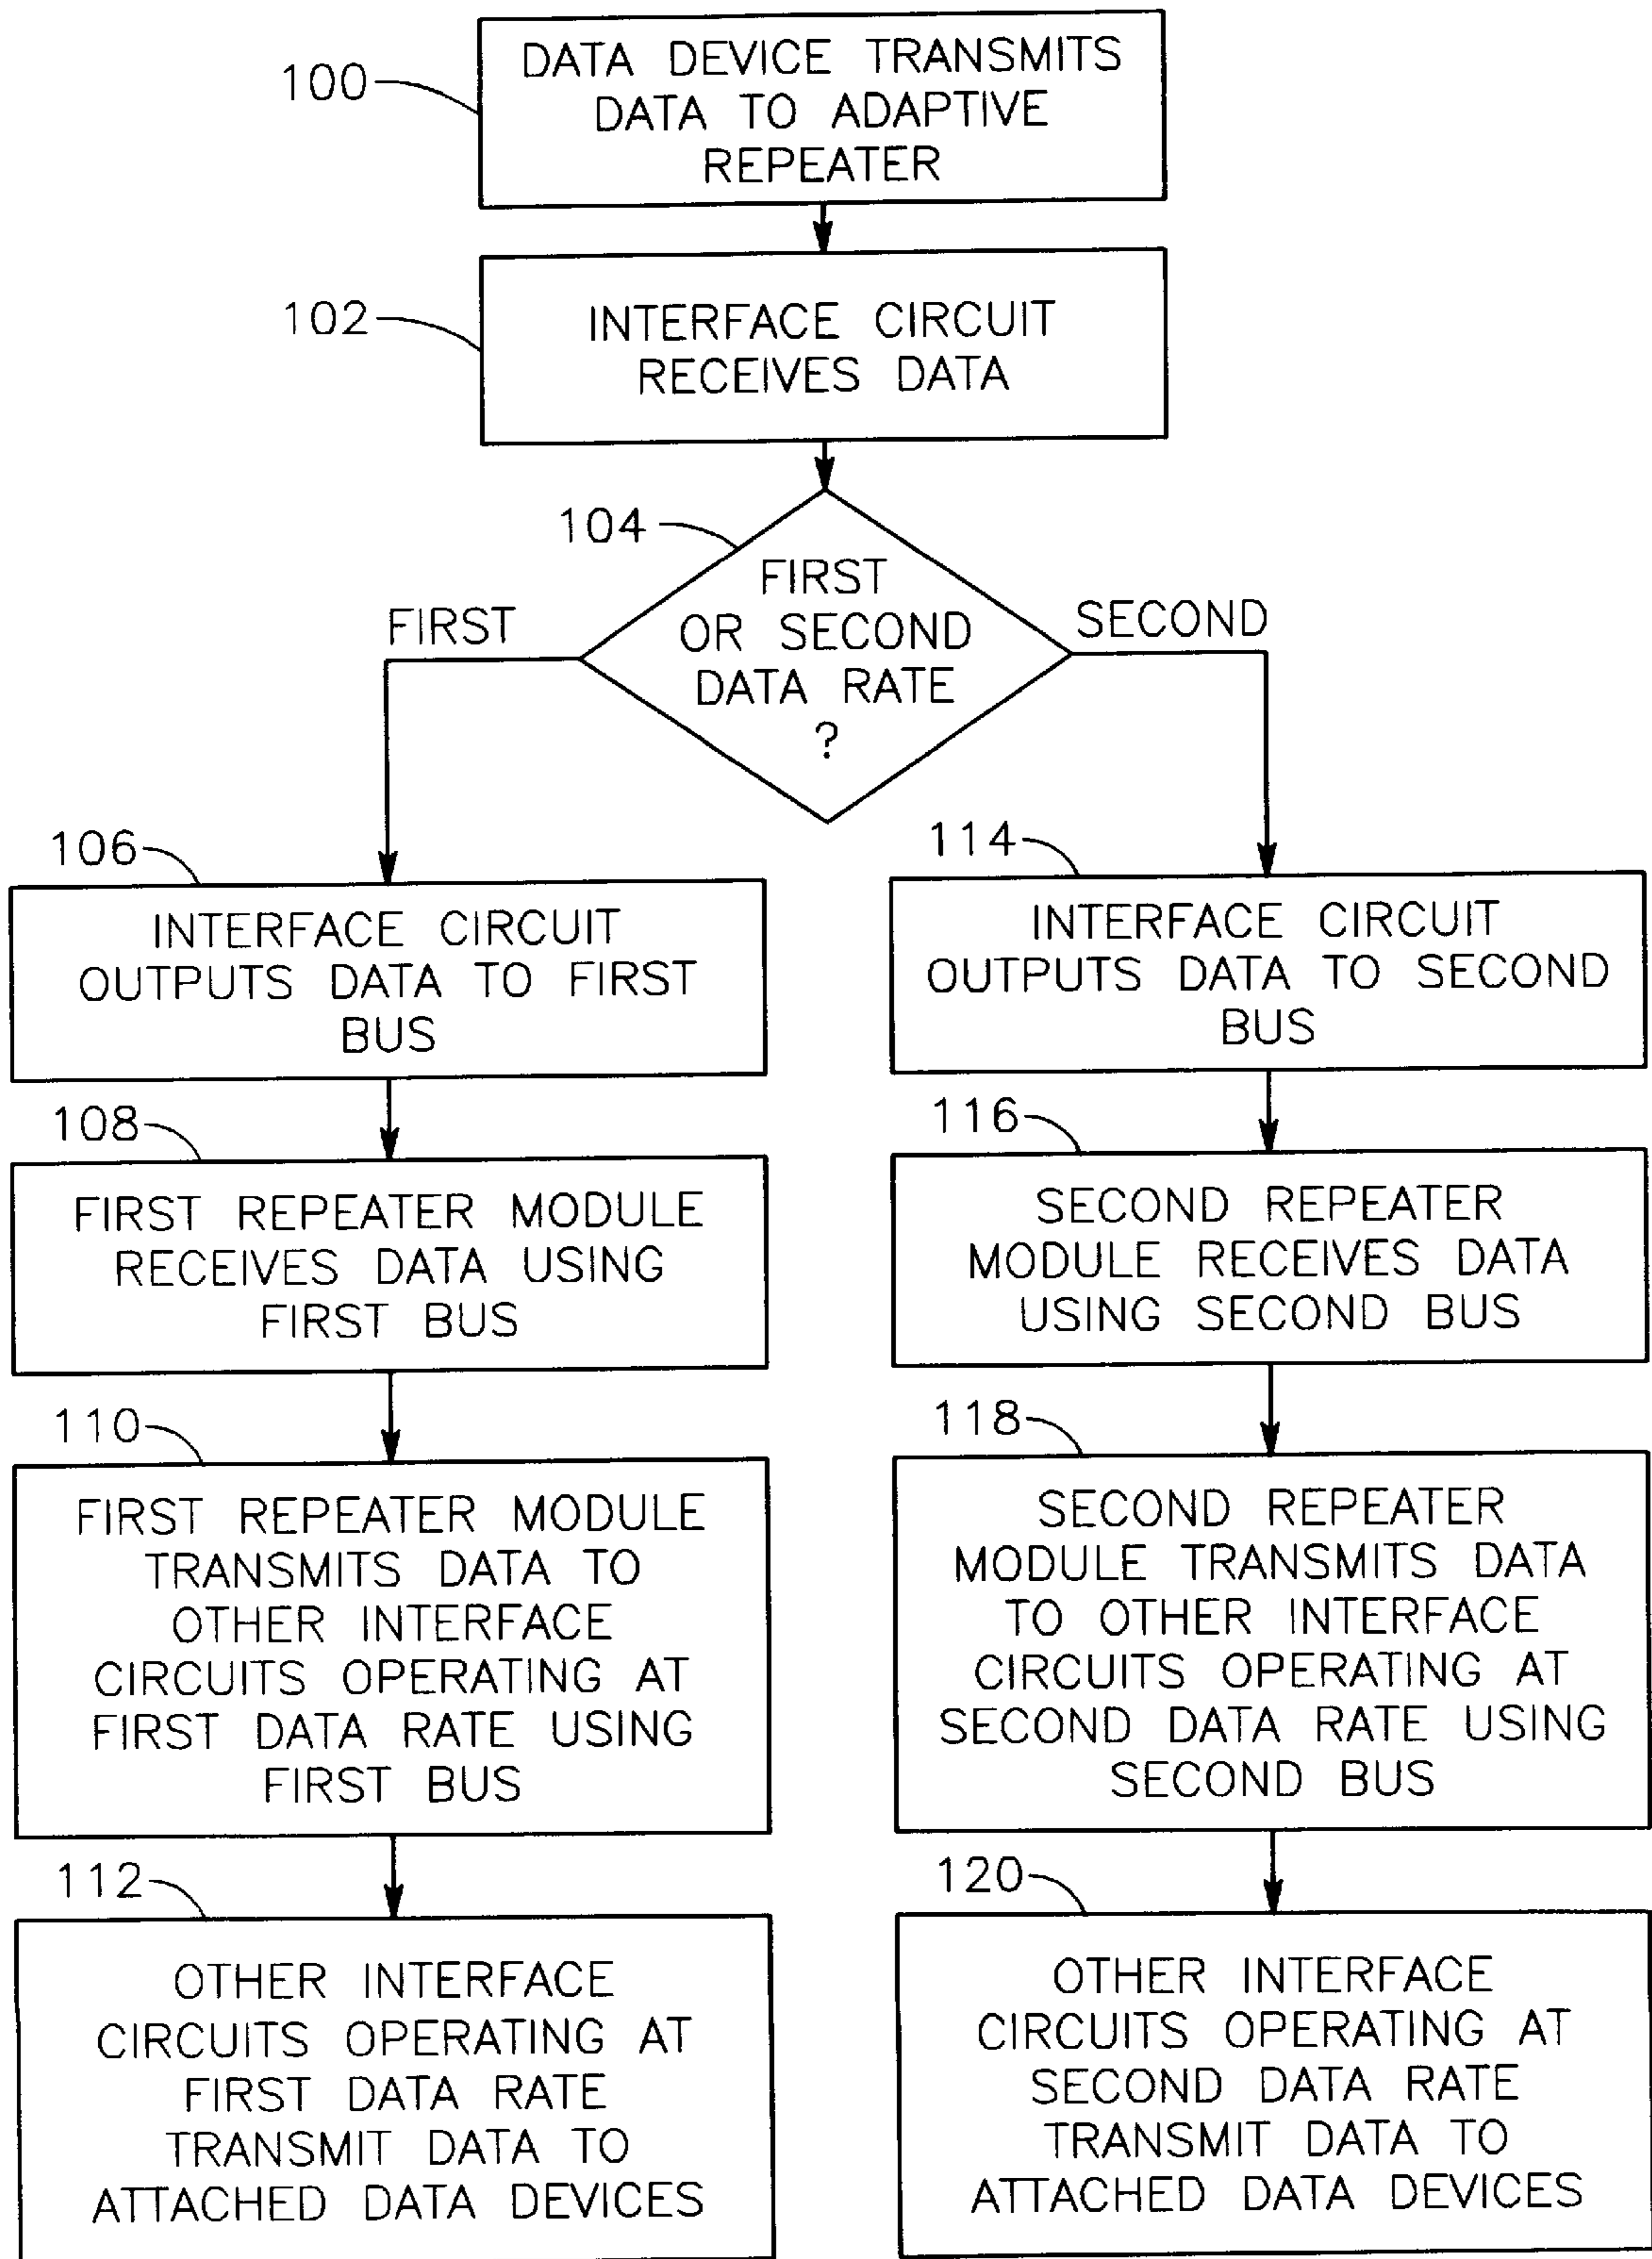 100
DATA DEVICE TRANSMITS
DATA TO ADAPTIVE
REPEATER
102
INTERFACE CIRCUIT
RECEIVES DATA
104
FIRST
OR SECOND
DATA RATE
?
FIRST
SECOND
106
INTERFACE CIRCUIT
OUTPUTS DATA TO FIRST
BUS
108
FIRST REPEATER MODULE
RECEIVES DATA USING
FIRST BUS
110
FIRST REPEATER MODULE
TRANSMITS DATA TO
OTHER INTERFACE
CIRCUITS OPERATING AT
FIRST DATA RATE USING
FIRST BUS
112
OTHER INTERFACE
CIRCUITS OPERATING AT
FIRST DATA RATE
TRANSMIT DATA TO
ATTACHED DATA DEVICES
114
INTERFACE CIRCUIT
OUTPUTS DATA TO SECOND
BUS
116
SECOND REPEATER
MODULE RECEIVES DATA
USING SECOND BUS
118
SECOND REPEATER
MODULE TRANSMITS DATA
TO OTHER INTERFACE
CIRCUITS OPERATING AT
SECOND DATA RATE USING
SECOND BUS
120
OTHER INTERFACE
CIRCUITS OPERATING AT
SECOND DATA RATE
TRANSMIT DATA TO
ATTACHED DATA DEVICES